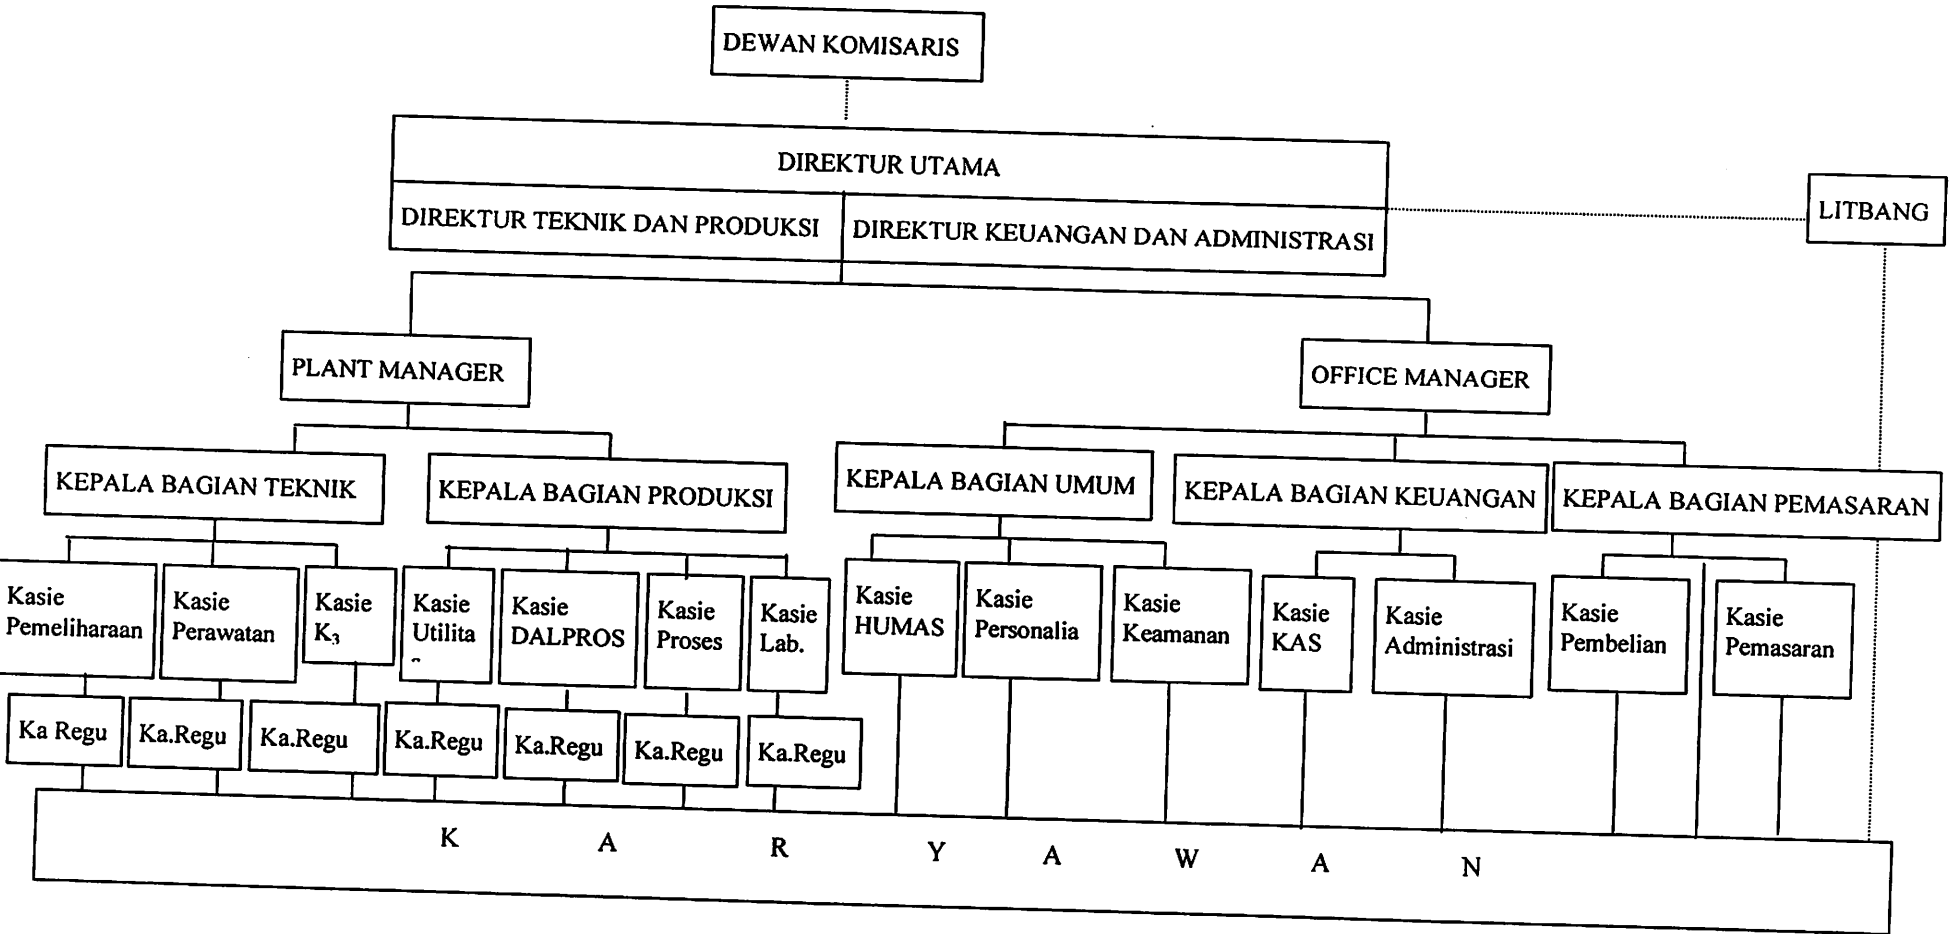 DEWAN KOMISARIS
DIREKTUR UTAMA
DIREKTUR TEKNIK DAN PRODUKSI
DIREKTUR KEUANGAN DAN ADMINISTRASI
LITBANG
PLANT MANAGER
OFFICE MANAGER
KEPALA BAGIAN TEKNIK
KEPALA BAGIAN PRODUKSI
KEPALA BAGIAN UMUM
KEPALA BAGIAN KEUANGAN
KEPALA BAGIAN PEMASARAN
Kasie
Pemeliharaan
Kasie
Perawatan
Kasie
K3
Kasie
Utilita
Kasie
DALPROS
Kasie
Proses
Kasie
Lab.
Kasie
HUMAS
Kasie
Personalia
Kasie
Keamanan
Kasie
KAS
Kasie
Administrasi
Kasie
Pembelian
Kasie
Pemasaran
Ka Regu
Ka.Regu
Ka.Regu
Ka.Regu
Ka.Regu
Ka.Regu
Ka.Regu
K A R Y A W A N